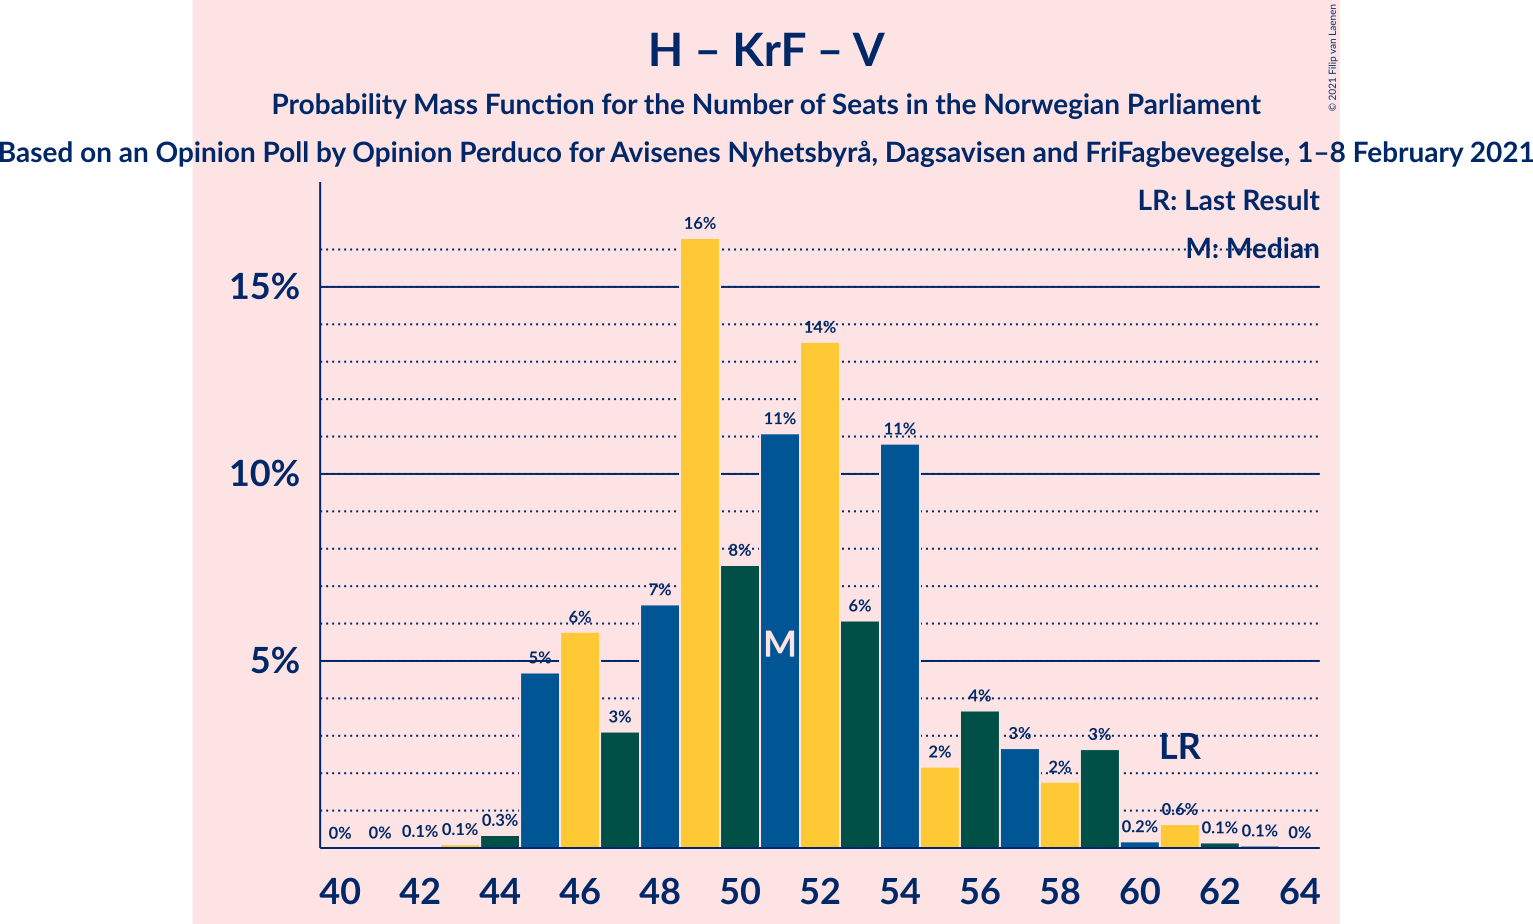 H – KrF – V
Probability Mass Function for the Number of Seats in the Norwegian Parliament
Based on an Opinion Poll by Opinion Perduco for Avisenes Nyhetsbyrå, Dagsavisen and FriFagbevegelse, 1–8 February 2021
© 2021 Filip van Laenen
LR: Last Result
M: Median
15%
10%
5%
0% 0% 0.1% 0.1% 0.3% 5% 6% 3% 7% 16% 8% 11% 14% 6% 11% 2% 4% 3% 2% 3% 0.2% 0.6% 0.1% 0.1% 0%
M
LR
40 42 44 46 48 50 52 54 56 58 60 62 64